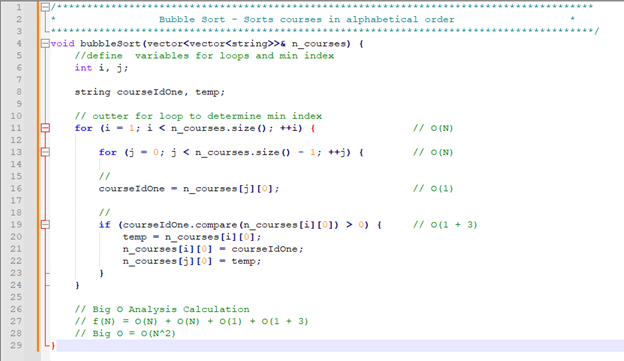 1 /******************************************************************************************
2 * Bubble Sort - Sorts courses in alphabetical order *
3 ******************************************************************************************/
4 void bubbleSort(vector<vector<string>>& n_courses) {
5 //define variables for loops and min index
6 int i, j;
7
8 string courseIdOne, temp;
9
10 // outter for loop to determine min index
11 for (i = 1; i < n_courses.size(); ++i) { // O(N)
12
13 for (j = 0; j < n_courses.size() - 1; ++j) { // O(N)
14
15 //
16 courseIdOne = n_courses[j][0]; // O(1)
17
18 //
19 if (courseIdOne.compare(n_courses[i][0]) > 0) { // O(1 + 3)
20 temp = n_courses[i][0];
21 n_courses[i][0] = courseIdOne;
22 n_courses[j][0] = temp;
23 }
24 }
25
26 // Big O Analysis Calculation
27 // f(N) = O(N) + O(N) + O(1) + O(1 + 3)
28 // Big O = O(N^2)
29 }